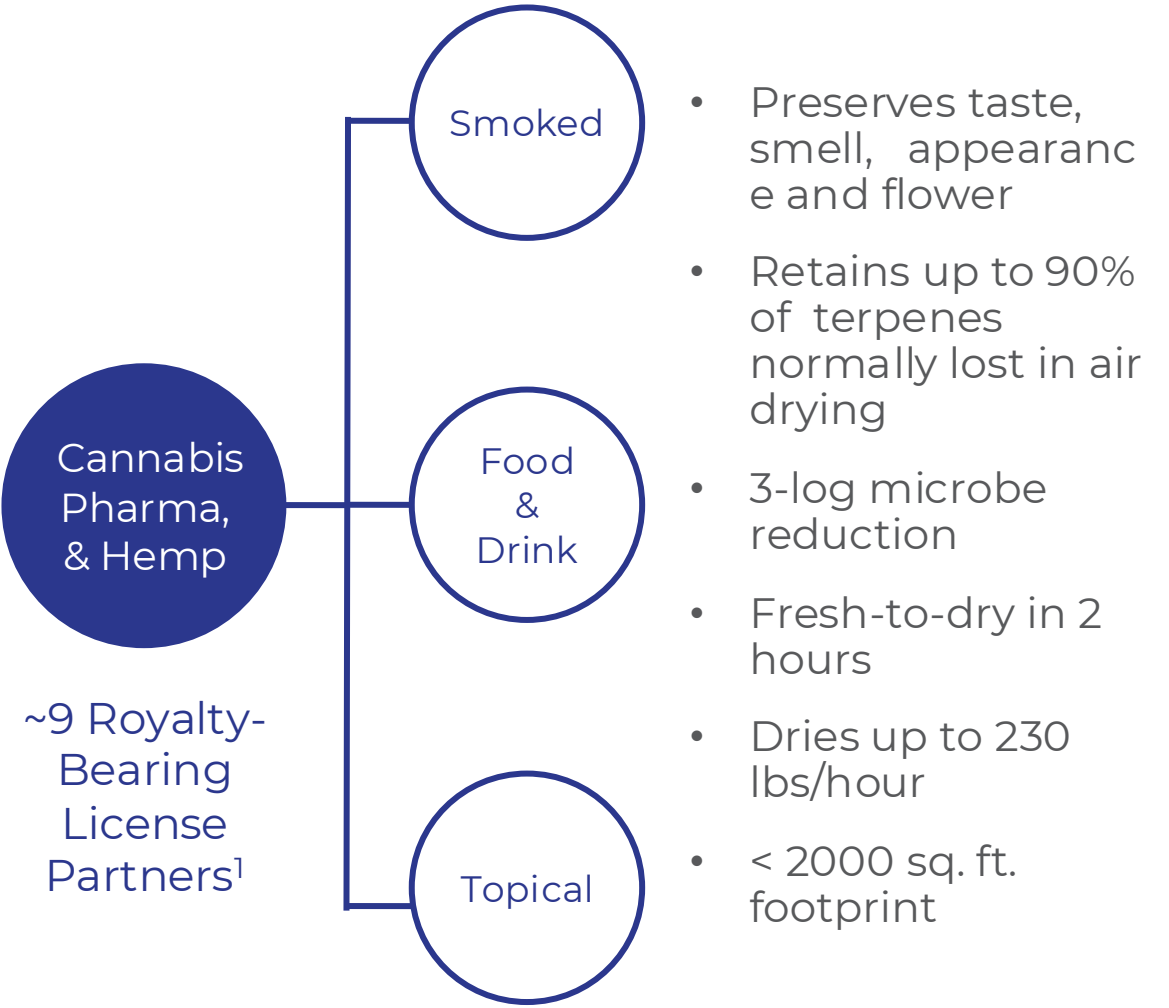 Smoked
Cannabis
Pharma,
& Hemp
~9 Royalty-
Bearing
License
Partners¹
Food
&
Drink
Topical
• Preserves taste,
smell, appearanc
e and flower
• Retains up to 90%
of terpenes
normally lost in air
drying
• 3-log microbe
reduction
• Fresh-to-dry in 2
hours
• Dries up to 230
lbs/hour
• < 2000 sq. ft.
footprint